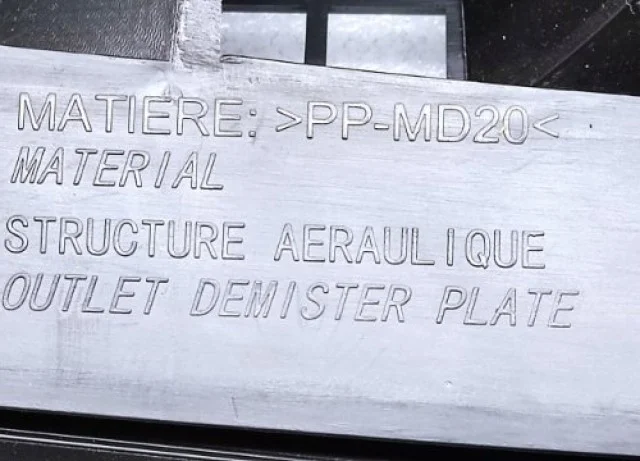 MATIERE: >PP-MD20<
MATERIAL
STRUCTURE AERAULIQUE
OUTLET DEMISTER PLATE